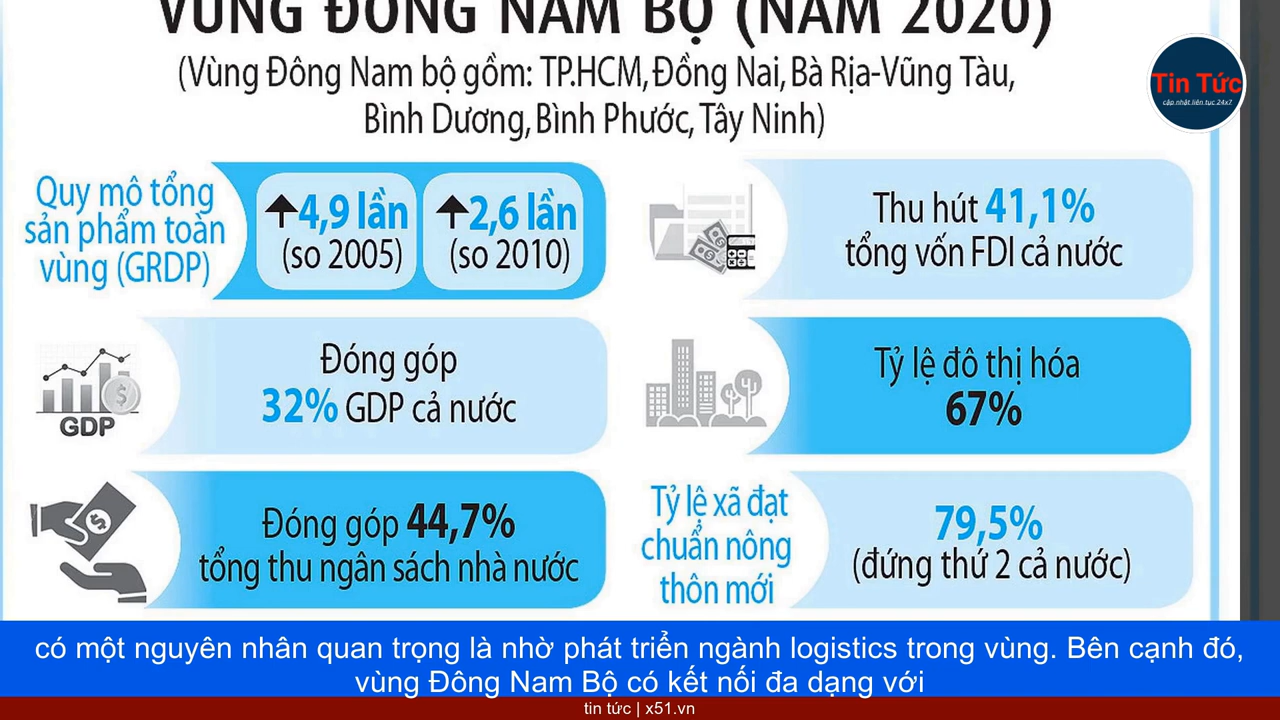 VÙNG ĐÔNG NAM BỘ (NĂM 2020)
(Vùng Đông Nam bộ gồm: TP.HCM, Đồng Nai, Bà Rịa-Vũng Tàu,
Bình Dương, Bình Phước, Tây Ninh)
Tin Tức
cập nhật liên tục 24x7
Quy mô tổng
sản phẩm toàn
vùng (GRDP)
4,9 lần
(so 2005)
2,6 lần
(so 2010)
Thu hút 41,1%
tổng vốn FDI cả nước
GDP
Đóng góp
32% GDP cả nước
Tỷ lệ đô thị hóa
67%
Đóng góp 44,7%
tổng thu ngân sách nhà nước
Tỷ lệ xã đạt
chuẩn nông
thôn mới
79,5%
(đứng thứ 2 cả nước)
có một nguyên nhân quan trọng là nhờ phát triển ngành logistics trong vùng. Bên cạnh đó,
vùng Đông Nam Bộ có kết nối đa dạng với
tin tức | x51.vn